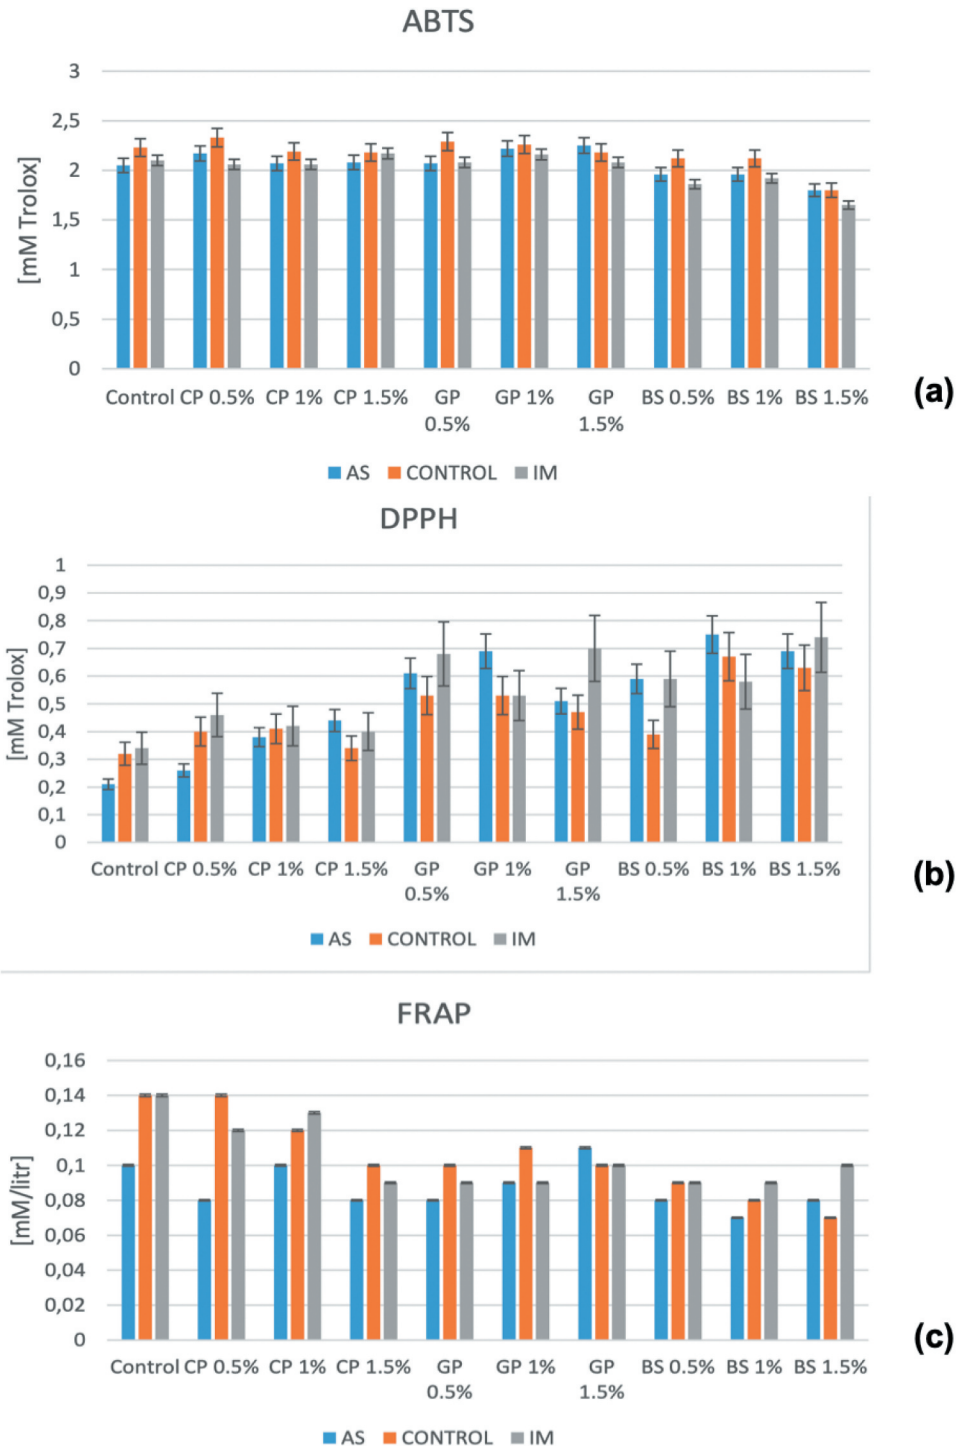 ABTS
3
2,5
2
1,5
1
0,5
0
[mM Trolox]
Control CP 0.5% CP 1% CP 1.5% GP 0.5% GP 1% GP 1.5% BS 0.5% BS 1% BS 1.5%
AS CONTROL IM
(a)
DPPH
1
0,9
0,8
0,7
0,6
0,5
0,4
0,3
0,2
0,1
0
[mM Trolox]
Control CP 0.5% CP 1% CP 1.5% GP 0.5% GP 1% GP 1.5% BS 0.5% BS 1% BS 1.5%
AS CONTROL IM
(b)
FRAP
0,16
0,14
0,12
0,1
0,08
0,06
0,04
0,02
0
[mM/litr]
Control CP 0.5% CP 1% CP 1.5% GP 0.5% GP 1% GP 1.5% BS 0.5% BS 1% BS 1.5%
AS CONTROL IM
(c)